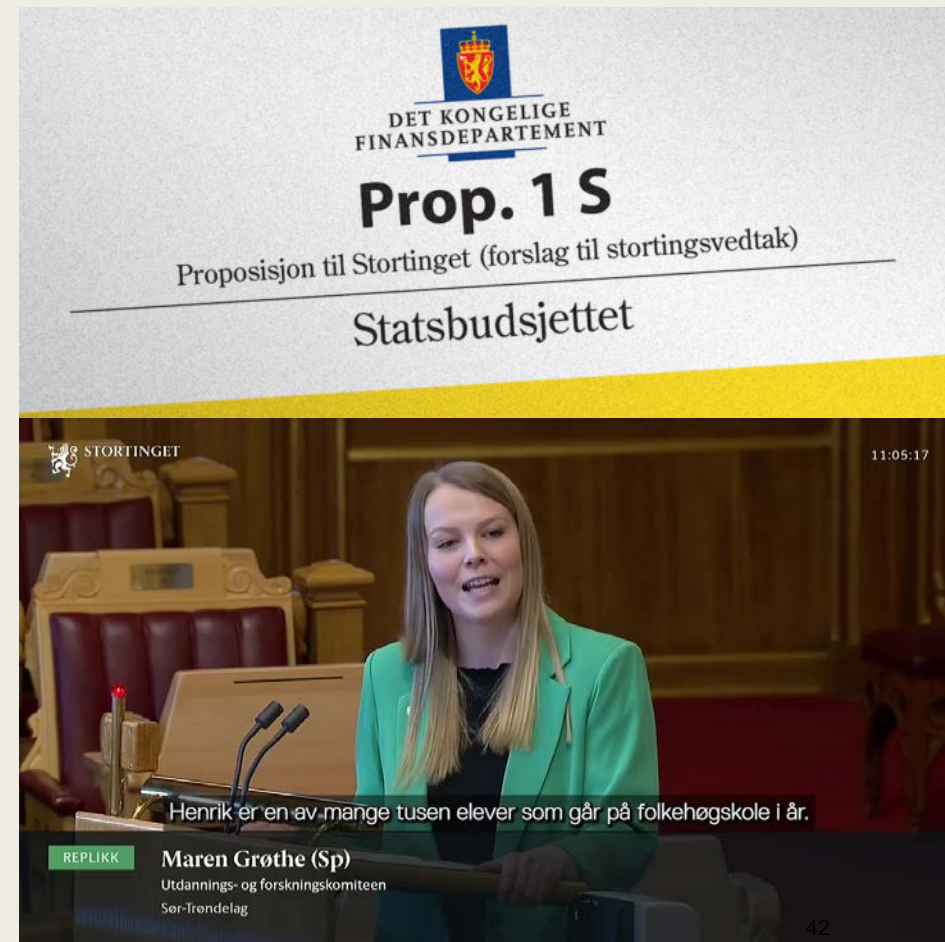 DET KONGELIGE
FINANSDEPARTEMENT
Prop. 1 S
Proposisjon til Stortinget (forslag til stortingsvedtak)
Statsbudsjettet
STORTINGET
11:05:17
Henrik er en av mange tusen elever som går på folkehøgskole i år.
REPLIKK
Maren Grøthe (Sp)
Utdannings- og forskningskomiteen
Sør-Trøndelag
42